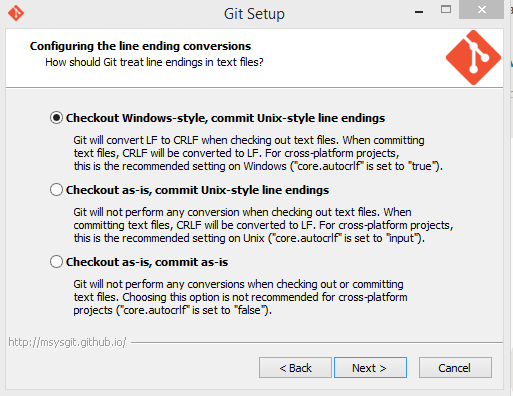 Git Setup
Configuring the line ending conversions
How should Git treat line endings in text files?
Checkout Windows-style, commit Unix-style line endings
Git will convert LF to CRLF when checking out text files. When committing
text files, CRLF will be converted to LF. For cross-platform projects,
this is the recommended setting on Windows ("core.autocrlf" is set to "true").
Checkout as-is, commit Unix-style line endings
Git will not perform any conversion when checking out text files. When
committing text files, CRLF will be converted to LF. For cross-platform projects,
this is the recommended setting on Unix ("core.autocrlf" is set to "input").
Checkout as-is, commit as-is
Git will not perform any conversions when checking out or committing
text files. Choosing this option is not recommended for cross-platform
projects ("core.autocrlf" is set to "false").
http://msysgit.github.io/
< Back
Next >
Cancel